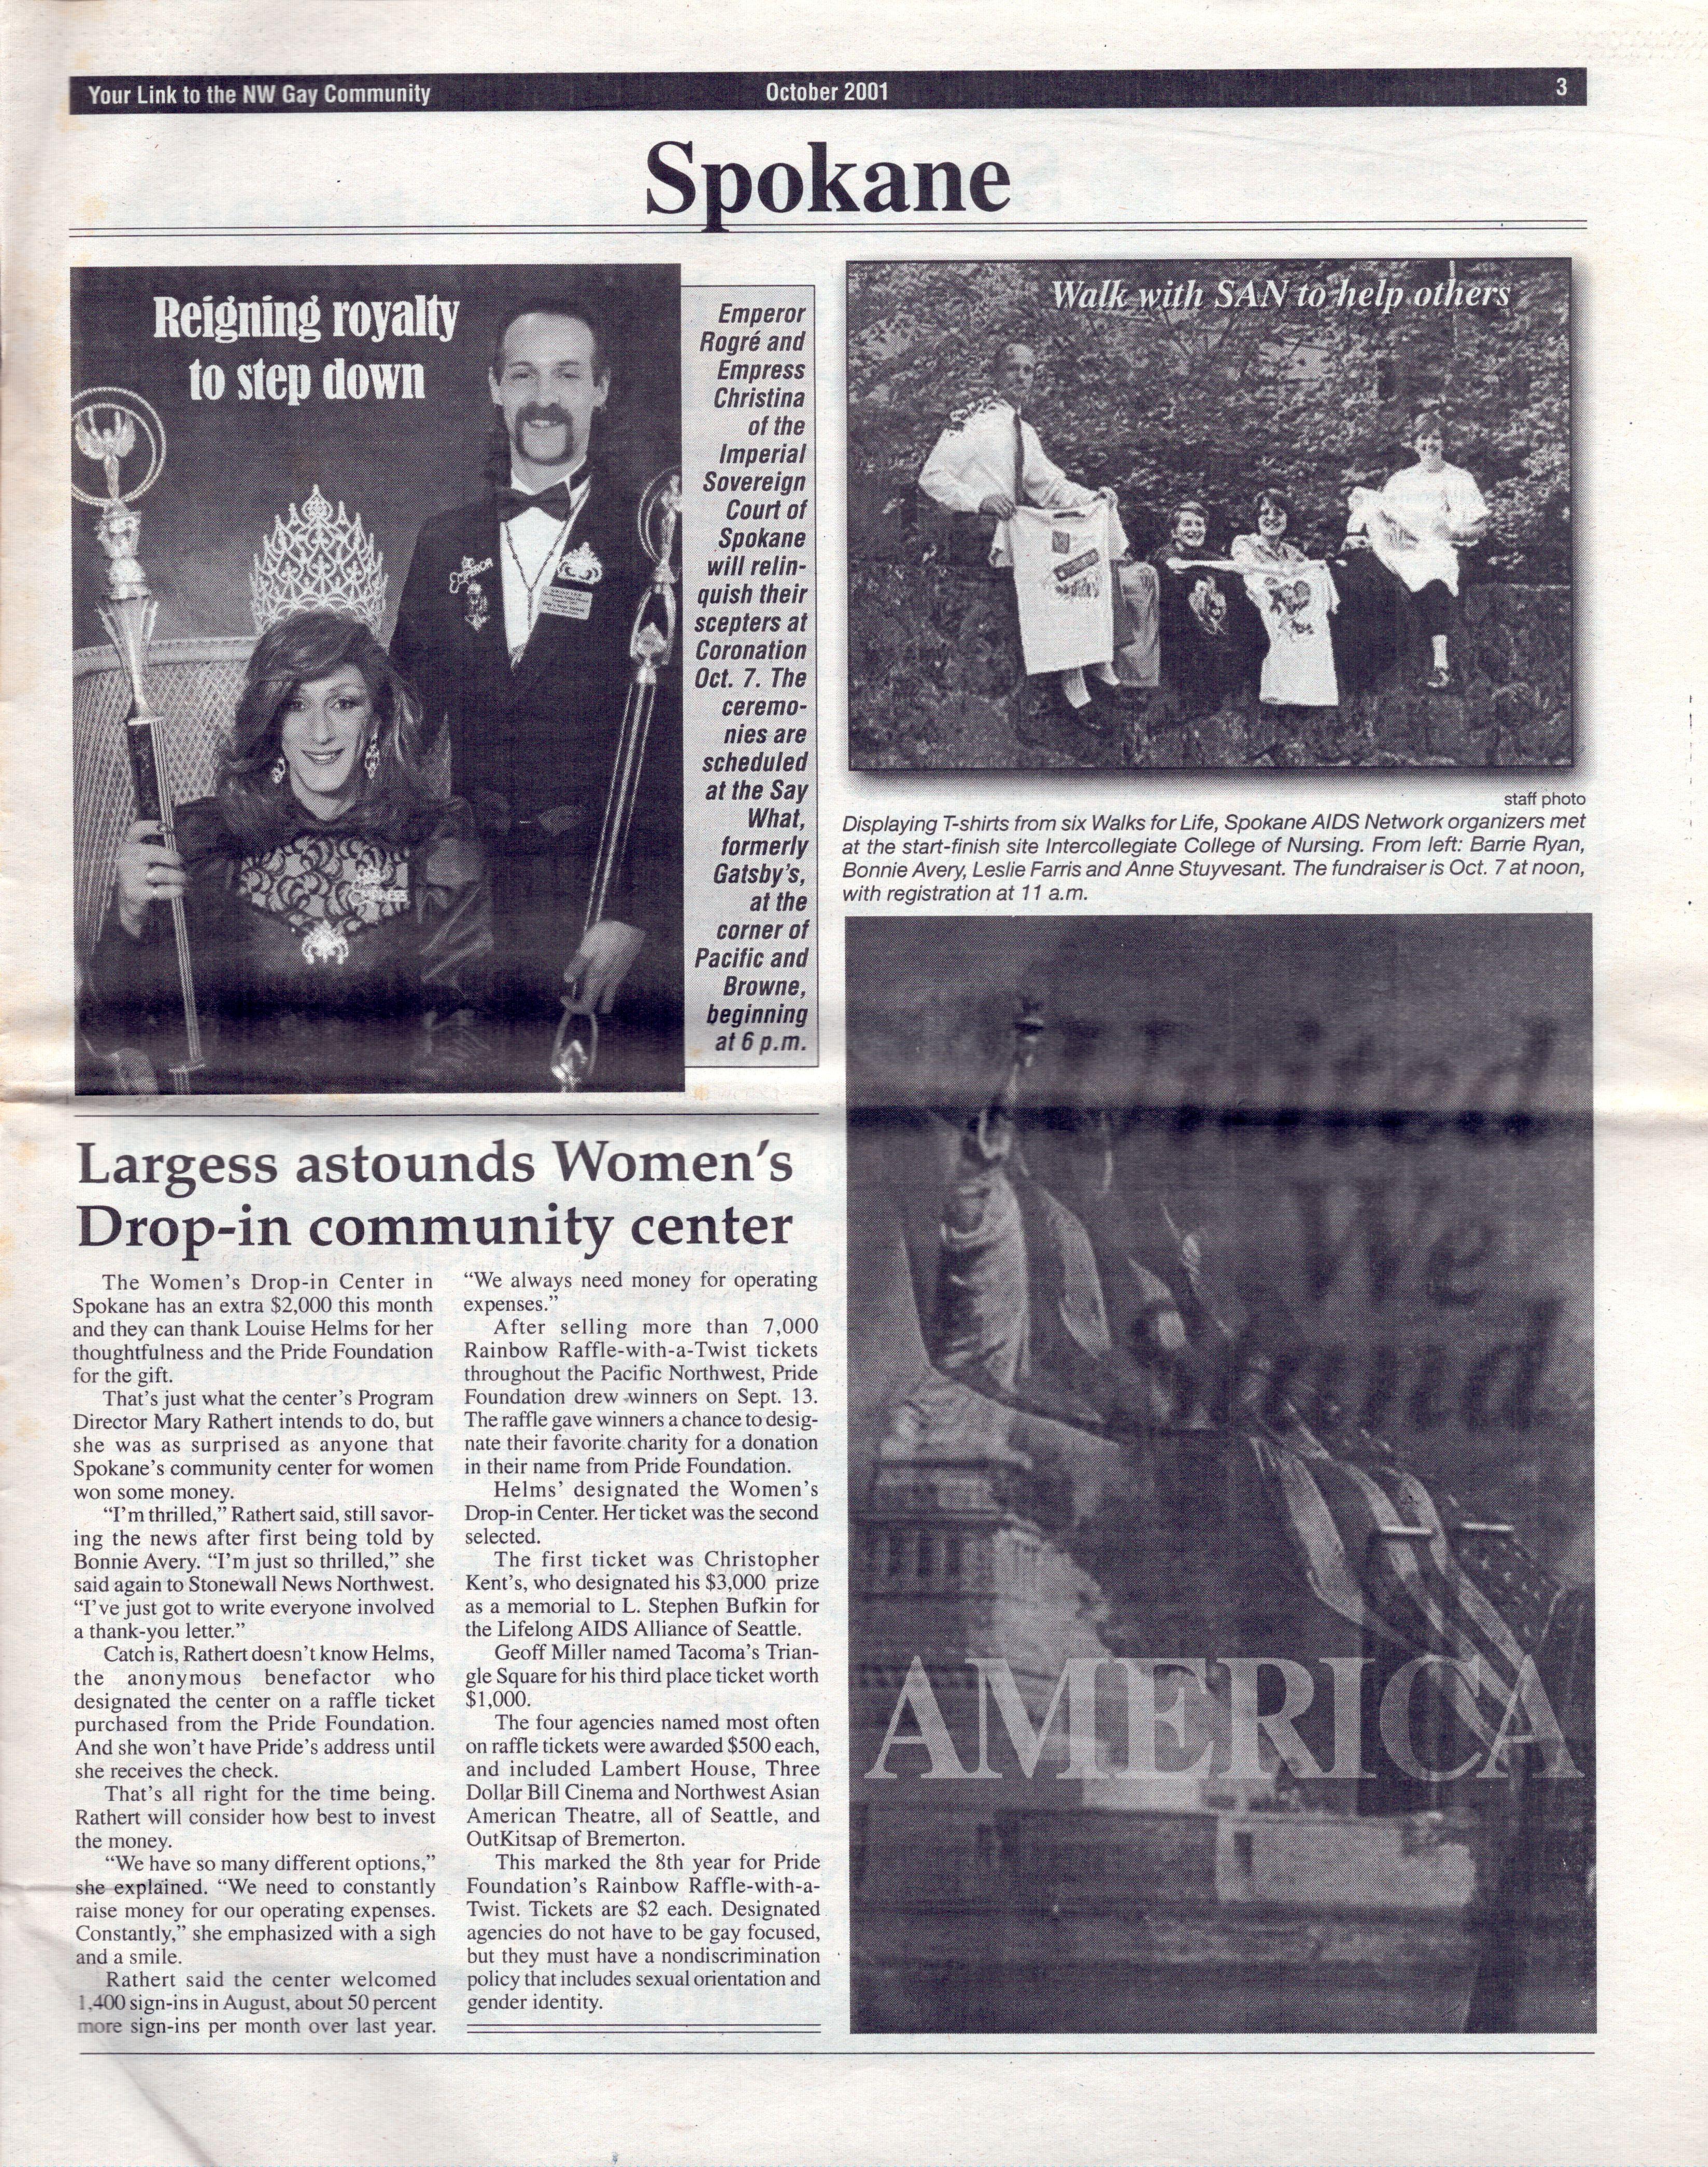 Your Link to the NW Gay Community
October 2001
3
Spokane
Reigning royalty
to step down
EMPEROR
Emperor
Rogré and
Empress
Christina
of the
Imperial
Sovereign
Court of
Spokane
will relin-
quish their
scepters at
Coronation
Oct. 7. The
ceremo-
nies are
scheduled
at the Say
What,
formerly
Gatsby's,
at the
corner of
Pacific and
Browne,
beginning
at 6 p.m.
Walk with SAN to help others
staff photo
Displaying T-shirts from six Walks for Life, Spokane AIDS Network organizers met
at the start-finish site Intercollegiate College of Nursing. From left: Barrie Ryan,
Bonnie Avery, Leslie Farris and Anne Stuyvesant. The fundraiser is Oct. 7 at noon,
with registration at 11 a.m.
Largess astounds Women's
Drop-in community center
The Women's Drop-in Center in
Spokane has an extra $2,000 this month
and they can thank Louise Helms for her
thoughtfulness and the Pride Foundation
for the gift.
That's just what the center's Program
Director Mary Rathert intends to do, but
she was as surprised as anyone that
Spokane's community center for women
won some money.
"I'm thrilled," Rathert said, still savor-
ing the news after first being told by
Bonnie Avery. "I'm just so thrilled," she
said again to Stonewall News Northwest.
"I've just got to write everyone involved
a thank-you letter."
Catch is, Rathert doesn't know Helms,
the anonymous benefactor who
designated the center on a raffle ticket
purchased from the Pride Foundation.
And she won't have Pride's address until
she receives the check.
That's all right for the time being.
Rathert will consider how best to invest
the money.
"We have so many different options,"
she explained. "We need to constantly
raise money for our operating expenses.
Constantly," she emphasized with a sigh
and a smile.
Rathert said the center welcomed
1,400 sign-ins in August, about 50 percent
more sign-ins per month over last year.
"We always need money for operating
expenses."
After selling more than 7,000
Rainbow Raffle-with-a-Twist tickets
throughout the Pacific Northwest, Pride
Foundation drew winners on Sept. 13.
The raffle gave winners a chance to desig-
nate their favorite charity for a donation
in their name from Pride Foundation.
Helms' designated the Women's
Drop-in Center. Her ticket was the second
selected.
The first ticket was Christopher
Kent's, who designated his $3,000 prize
as a memorial to L. Stephen Bufkin for
the Lifelong AIDS Alliance of Seattle.
Geoff Miller named Tacoma's Trian-
gle Square for his third place ticket worth
$1,000.
The four agencies named most often
on raffle tickets were awarded $500 each,
and included Lambert House, Three
Dollar Bill Cinema and Northwest Asian
American Theatre, all of Seattle, and
OutKitsap of Bremerton.
This marked the 8th year for Pride
Foundation's Rainbow Raffle-with-a-
Twist. Tickets are $2 each. Designated
agencies do not have to be gay focused,
but they must have a nondiscrimination
policy that includes sexual orientation and
gender identity.
United
We
Stand
AMERICA